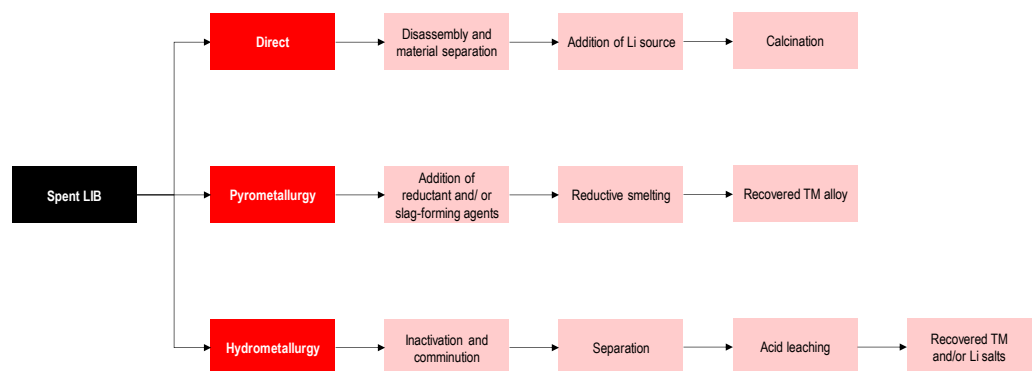 Direct
Disassembly and
material separation
Addition of Li source
Calcination
Spent LIB
Pyrometallurgy
Addition of
reductant and/ or
slag-forming agents
Reductive smelting
Recovered TM alloy
Hydrometallurgy
Inactivation and
comminution
Separation
Acid leaching
Recovered TM
and/or Li salts